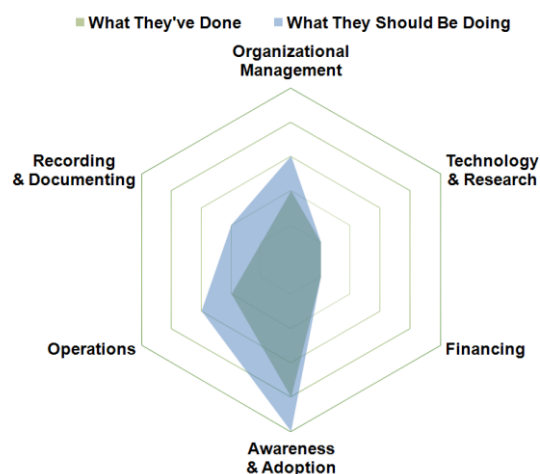 What They've Done What They Should Be Doing
Organizational
Management
Recording
& Documenting
Technology
& Research
Operations
Financing
Awareness
& Adoption